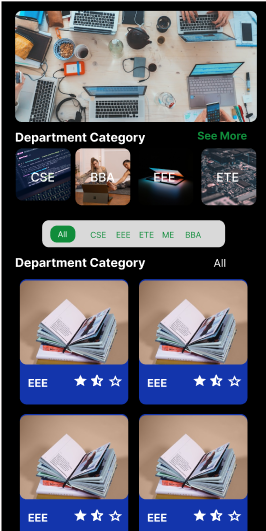 Department Category See More
CSE BBA EEE ETE
All CSE EEE ETE ME BBA
Department Category All
EEE EEE
EEE EEE